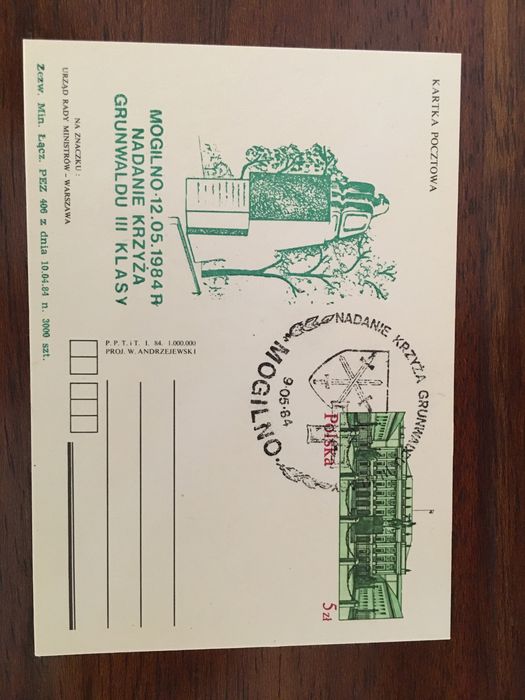 KARTKA POCZTOWA
MOGILNO·12.05.1984R
NADANIE KRZYŻA
GRUNWALDU III KLASY
NA ZNACZKU :
URZĄD RADY MINISTRÓW - WARSZAWA
Zezw. Min. Łącz. PEZ 496 z dnia 10.04.84 n. 3000 szt.
P. P. T. i T. I. 84. 1.000.000
PROJ. W. ANDRZEJEWSKI
NADANIE KRZYŻA GRUNWALDU
9·05·84
MOGILNO
Polska
5 zł